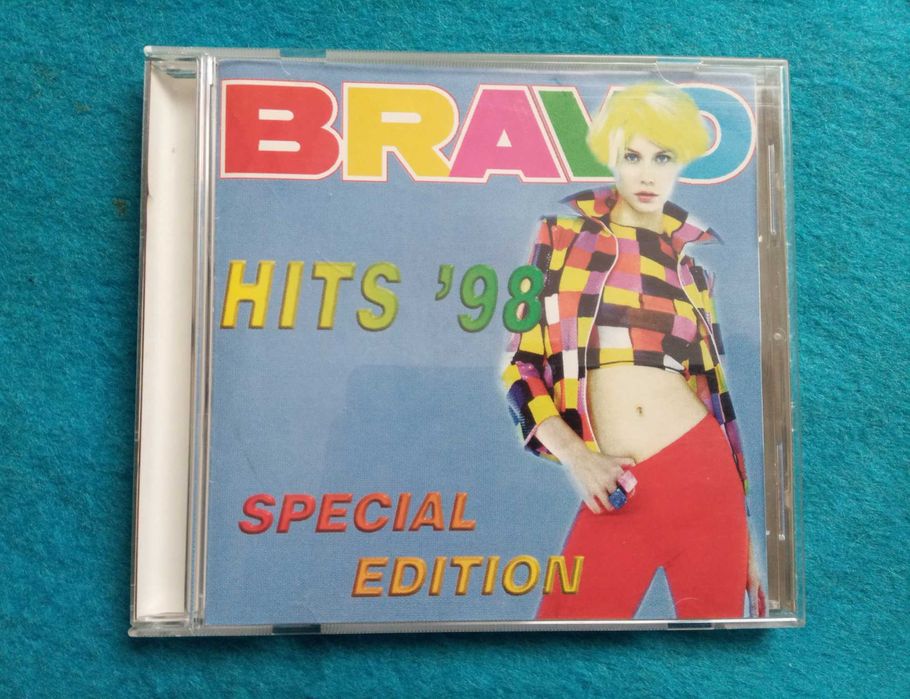 BRAVO
HITS '98
SPECIAL
EDITION